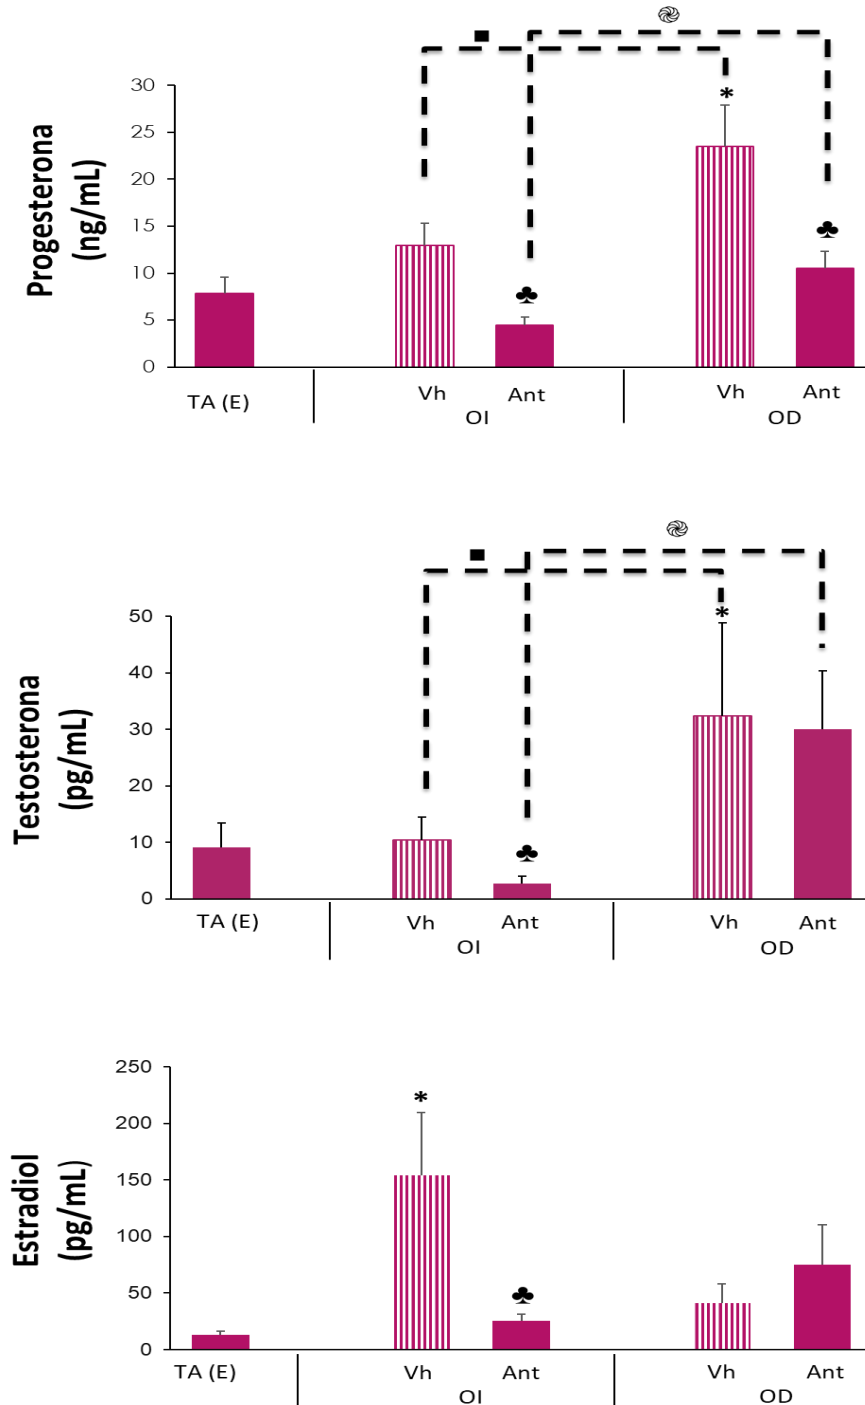 Progesterona
(ng/mL)
30
25
20
15
10
5
0
*
♣
♣
TA (E)
Vh
Ant
Vh
Ant
OI
OD
Testosterona
(pg/mL)
50
40
30
20
10
0
*
♣
TA (E)
Vh
Ant
Vh
Ant
OI
OD
Estradiol
(pg/mL)
250
200
150
100
50
0
*
♣
TA (E)
Vh
Ant
Vh
Ant
OI
OD